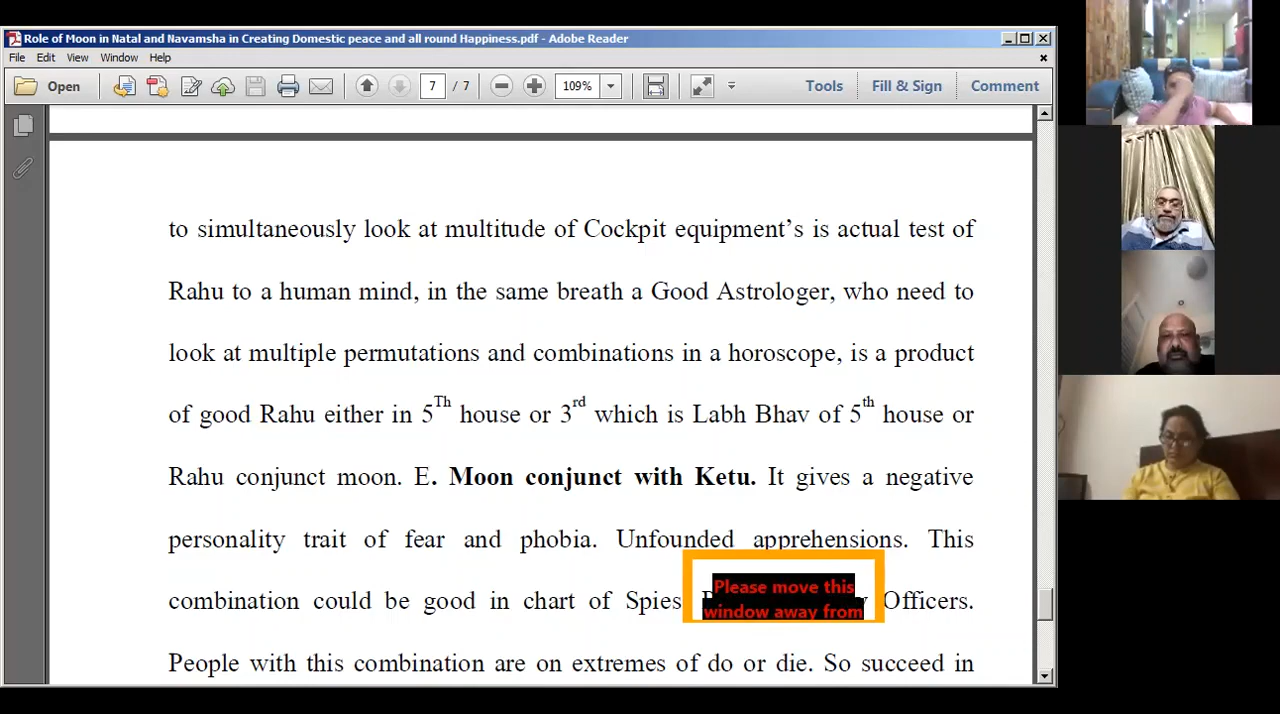 Role of Moon in Natal and Navamsha in Creating Domestic peace and all round Happiness.pdf - Adobe Reader
File Edit View Window Help
Open 7 / 7 109% Tools Fill & Sign Comment
to simultaneously look at multitude of Cockpit equipment’s is actual test of
Rahu to a human mind, in the same breath a Good Astrologer, who need to
look at multiple permutations and combinations in a horoscope, is a product
of good Rahu either in 5Th house or 3rd which is Labh Bhav of 5th house or
Rahu conjunct moon. E. Moon conjunct with Ketu. It gives a negative
personality trait of fear and phobia. Unfounded apprehensions. This
Please move this
window away from
combination could be good in chart of Spies Officers.
People with this combination are on extremes of do or die. So succeed in